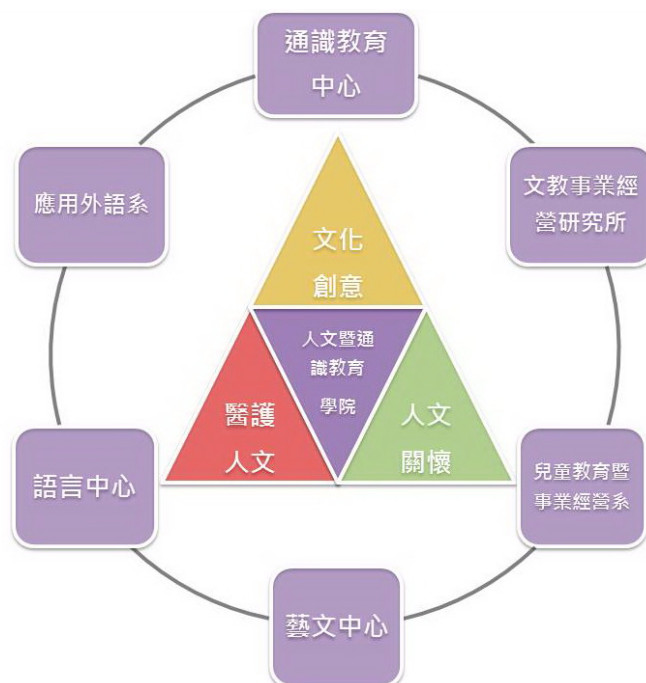 通識教育
中心
應用外語系
文教事業經
營研究所
文化
創意
人文暨通
識教育
學院
醫護
人文
人文
關懷
語言中心
兒童教育暨
事業經營系
藝文中心